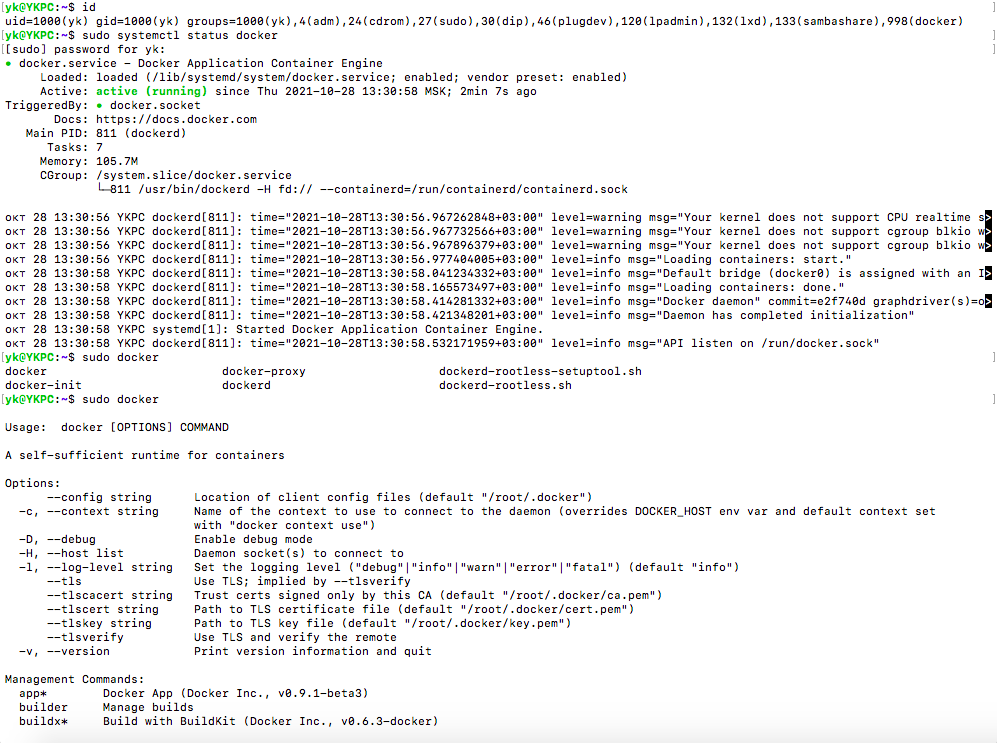 [yk@YKPC:~$ id ]
uid=1000(yk) gid=1000(yk) groups=1000(yk),4(adm),24(cdrom),27(sudo),30(dip),46(plugdev),120(lpadmin),132(lxd),133(sambashare),998(docker)
[yk@YKPC:~$ sudo systemctl status docker ]
[[sudo] password for yk: ]
● docker.service - Docker Application Container Engine
     Loaded: loaded (/lib/systemd/system/docker.service; enabled; vendor preset: enabled)
     Active: active (running) since Thu 2021-10-28 13:30:58 MSK; 2min 7s ago
TriggeredBy: ● docker.socket
       Docs: https://docs.docker.com
   Main PID: 811 (dockerd)
      Tasks: 7
     Memory: 105.7M
     CGroup: /system.slice/docker.service
             └─811 /usr/bin/dockerd -H fd:// --containerd=/run/containerd/containerd.sock
окт 28 13:30:56 YKPC dockerd[811]: time="2021-10-28T13:30:56.967262848+03:00" level=warning msg="Your kernel does not support CPU realtime s>
окт 28 13:30:56 YKPC dockerd[811]: time="2021-10-28T13:30:56.967732566+03:00" level=warning msg="Your kernel does not support cgroup blkio w>
окт 28 13:30:56 YKPC dockerd[811]: time="2021-10-28T13:30:56.967896379+03:00" level=warning msg="Your kernel does not support cgroup blkio w>
окт 28 13:30:56 YKPC dockerd[811]: time="2021-10-28T13:30:56.977404005+03:00" level=info msg="Loading containers: start."
окт 28 13:30:58 YKPC dockerd[811]: time="2021-10-28T13:30:58.041234332+03:00" level=info msg="Default bridge (docker0) is assigned with an I>
окт 28 13:30:58 YKPC dockerd[811]: time="2021-10-28T13:30:58.165573497+03:00" level=info msg="Loading containers: done."
окт 28 13:30:58 YKPC dockerd[811]: time="2021-10-28T13:30:58.414281332+03:00" level=info msg="Docker daemon" commit=e2f740d graphdriver(s)=o>
окт 28 13:30:58 YKPC dockerd[811]: time="2021-10-28T13:30:58.421348201+03:00" level=info msg="Daemon has completed initialization"
окт 28 13:30:58 YKPC systemd[1]: Started Docker Application Container Engine.
окт 28 13:30:58 YKPC dockerd[811]: time="2021-10-28T13:30:58.532171959+03:00" level=info msg="API listen on /run/docker.sock"
[yk@YKPC:~$ sudo docker ]
docker                         docker-proxy                   dockerd-rootless-setuptool.sh
docker-init                    dockerd                        dockerd-rootless.sh
[yk@YKPC:~$ sudo docker ]
Usage:  docker [OPTIONS] COMMAND
A self-sufficient runtime for containers
Options:
      --config string      Location of client config files (default "/root/.docker")
  -c, --context string     Name of the context to use to connect to the daemon (overrides DOCKER_HOST env var and default context set
                           with "docker context use")
  -D, --debug              Enable debug mode
  -H, --host list          Daemon socket(s) to connect to
  -l, --log-level string   Set the logging level ("debug"|"info"|"warn"|"error"|"fatal") (default "info")
      --tls                Use TLS; implied by --tlsverify
      --tlscacert string   Trust certs signed only by this CA (default "/root/.docker/ca.pem")
      --tlscert string     Path to TLS certificate file (default "/root/.docker/cert.pem")
      --tlskey string      Path to TLS key file (default "/root/.docker/key.pem")
      --tlsverify          Use TLS and verify the remote
  -v, --version            Print version information and quit
Management Commands:
  app*        Docker App (Docker Inc., v0.9.1-beta3)
  builder     Manage builds
  buildx*     Build with BuildKit (Docker Inc., v0.6.3-docker)